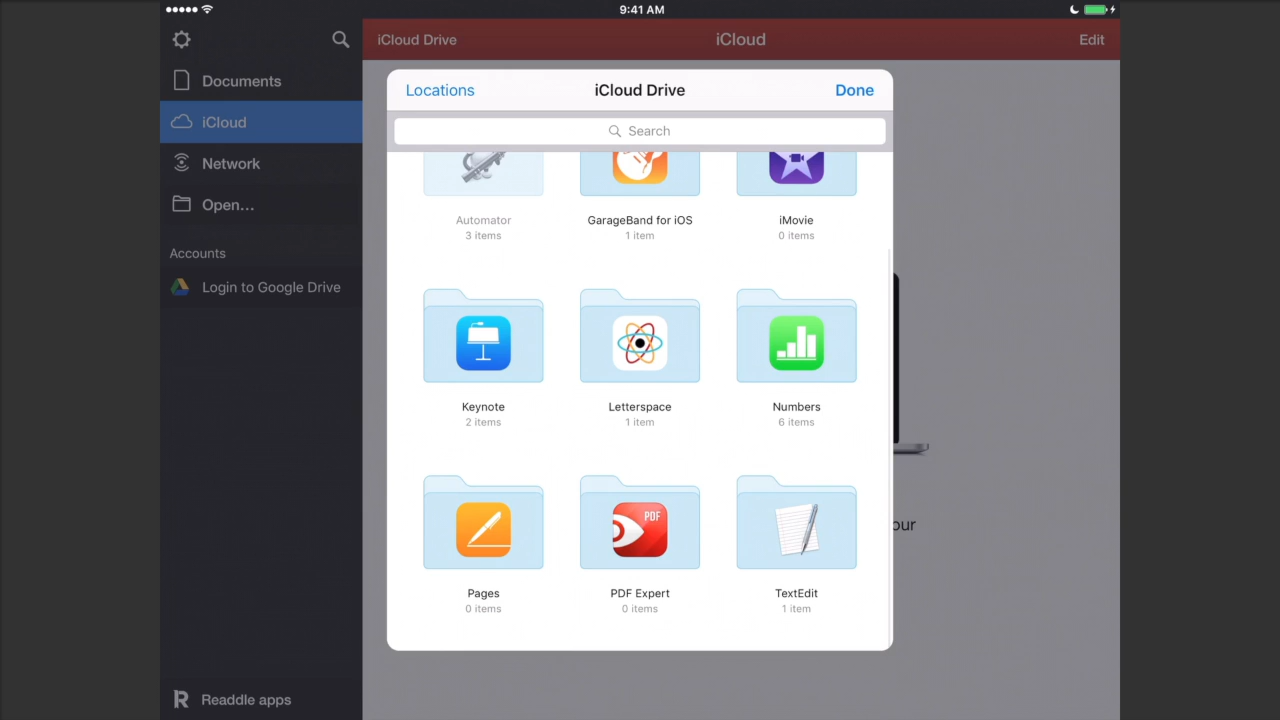 9:41 AM
iCloud Drive
iCloud
Edit
Documents
iCloud
Network
Open...
Accounts
Login to Google Drive
Readdle apps
Locations
iCloud Drive
Done
Search
Automator
3 items
GarageBand for iOS
1 item
iMovie
0 items
Keynote
2 items
Letterspace
1 item
Numbers
6 items
Pages
0 items
PDF
PDF Expert
0 items
TextEdit
1 item
our